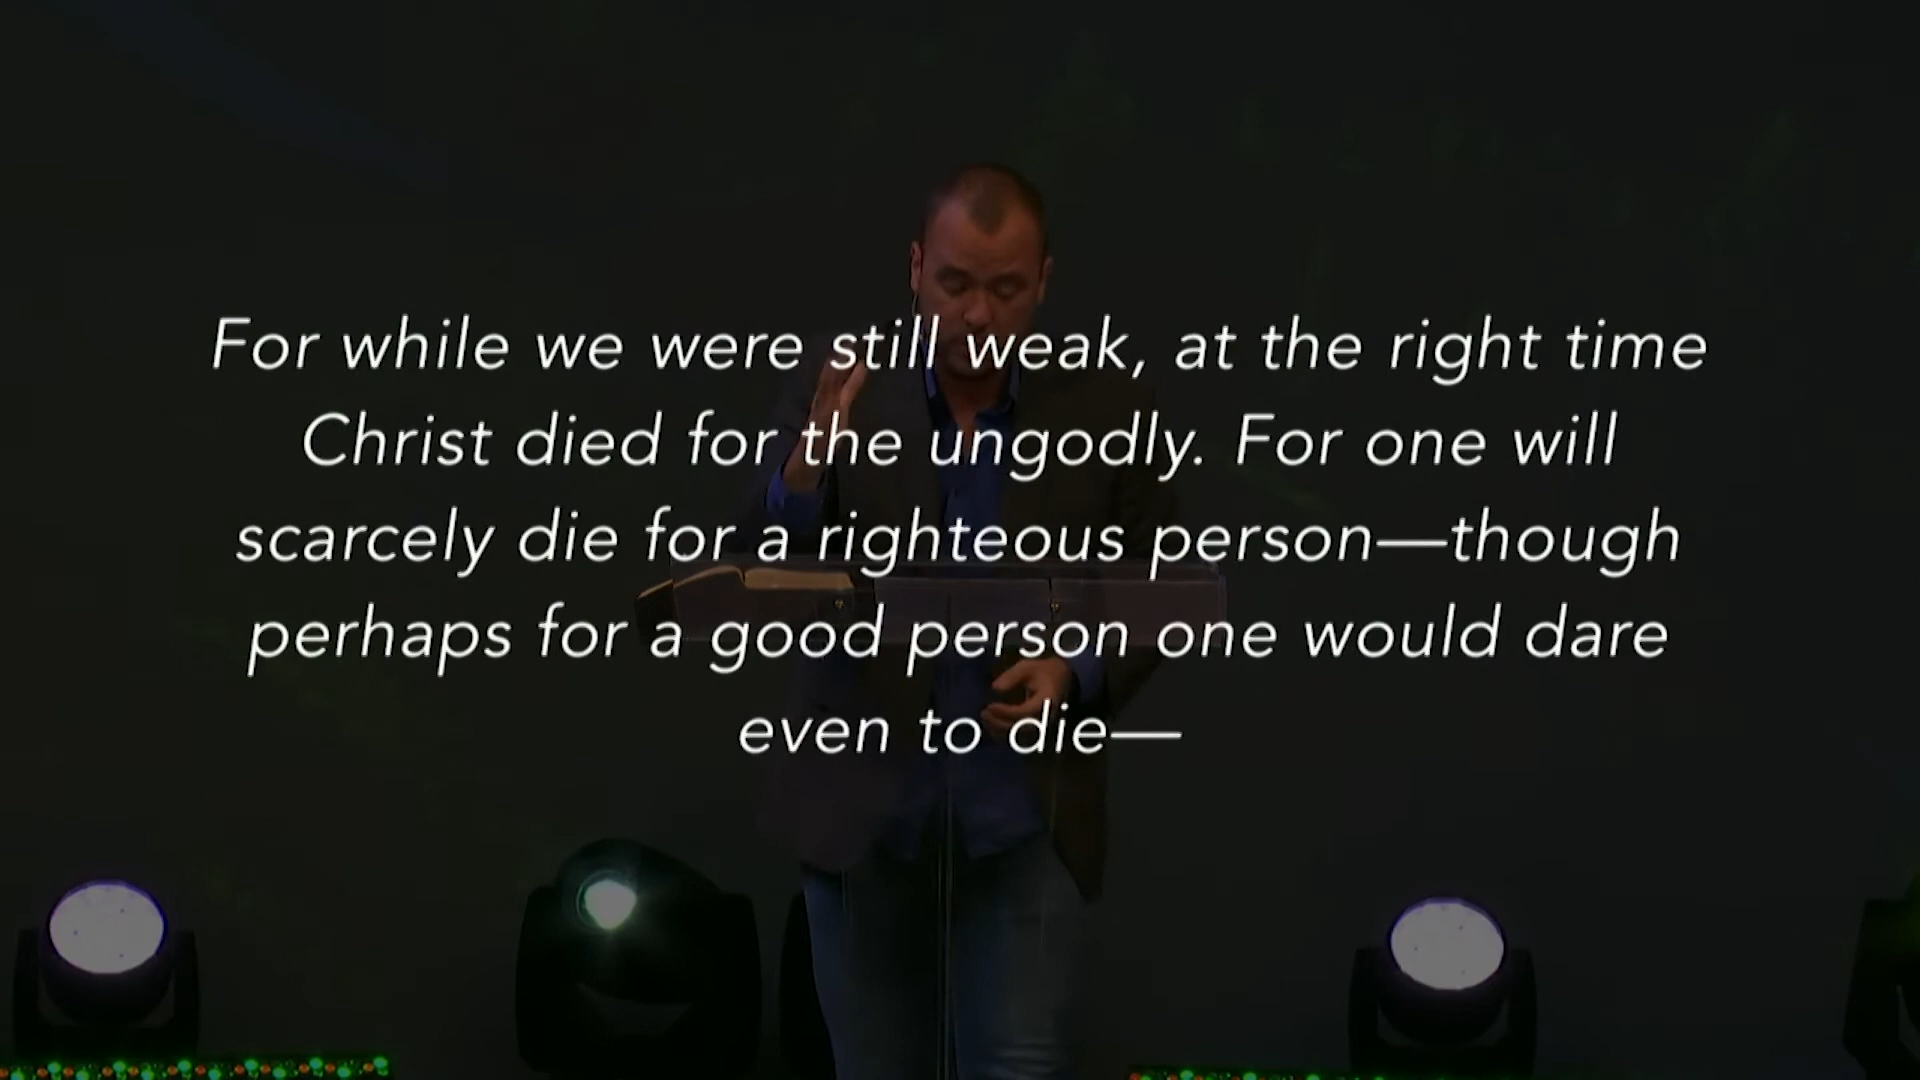 For while we were still weak, at the right time
Christ died for the ungodly. For one will
scarcely die for a righteous person—though
perhaps for a good person one would dare
even to die—